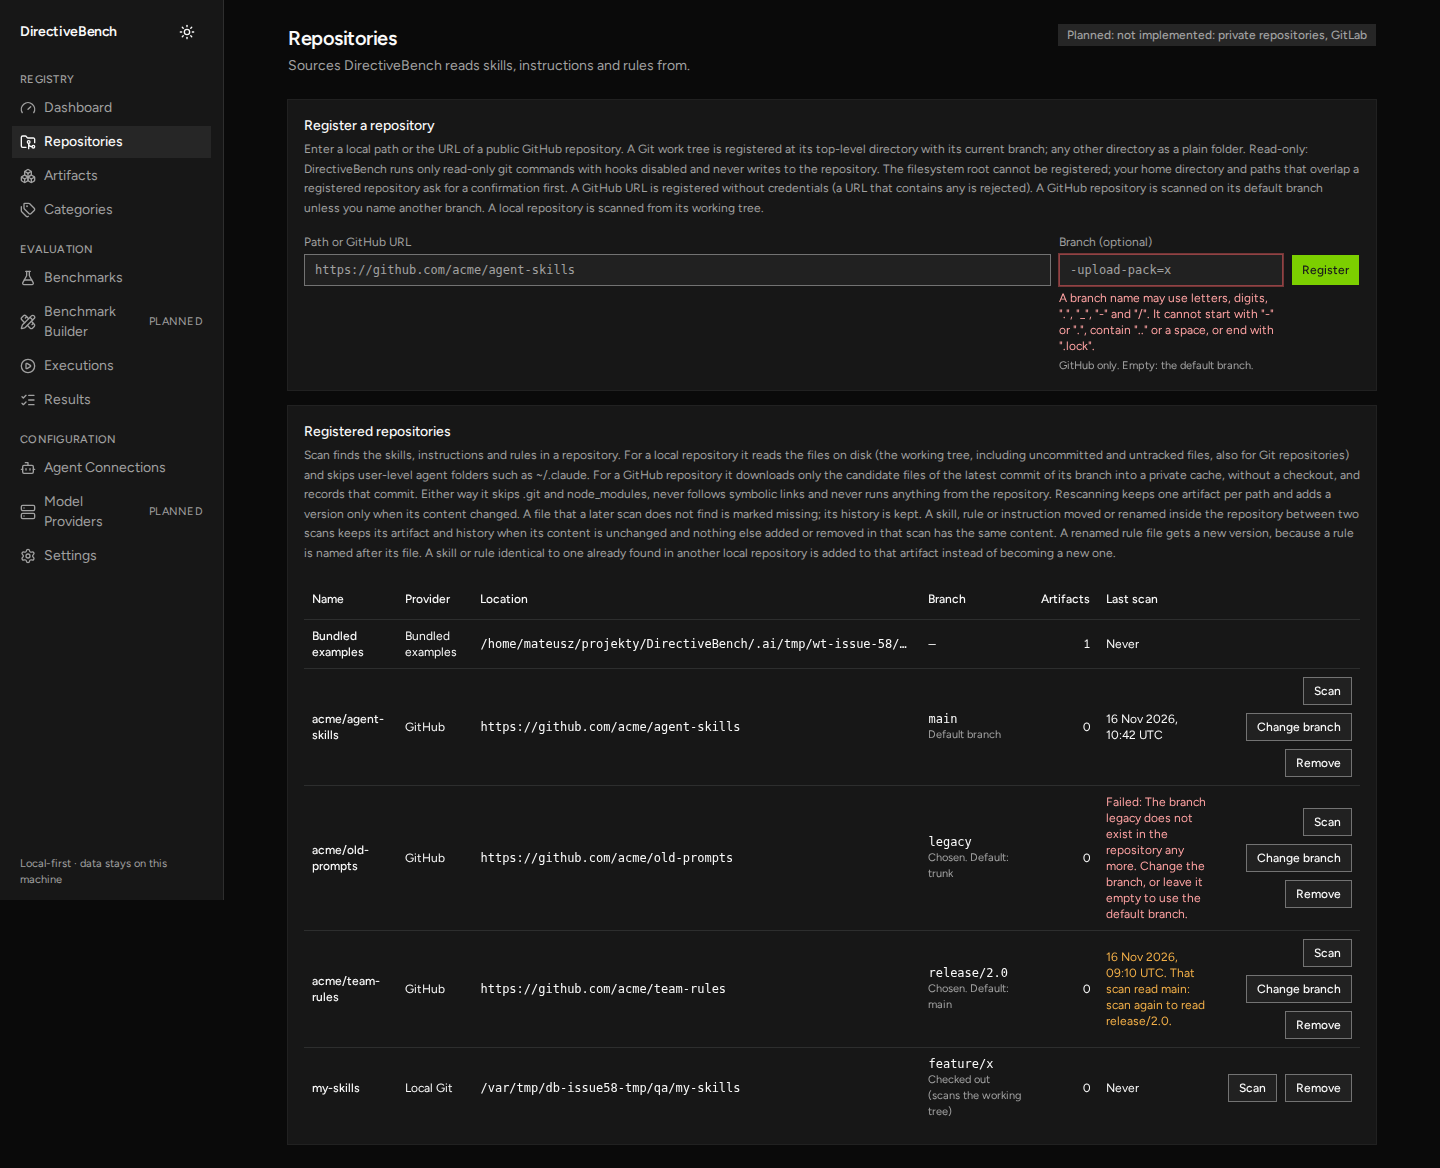 DirectiveBench
REGISTRY
Dashboard
Repositories
Artifacts
Categories
EVALUATION
Benchmarks
Benchmark
Builder
PLANNED
Executions
Results
CONFIGURATION
Agent Connections
Model
Providers
PLANNED
Settings
Local-first · data stays on this
machine
Repositories
Sources DirectiveBench reads skills, instructions and rules from.
Planned: not implemented: private repositories, GitLab
Register a repository
Enter a local path or the URL of a public GitHub repository. A Git work tree is registered at its top-level directory with its current branch; any other directory as a plain folder. Read-only:
DirectiveBench runs only read-only git commands with hooks disabled and never writes to the repository. The filesystem root cannot be registered; your home directory and paths that overlap a
registered repository ask for a confirmation first. A GitHub URL is registered without credentials (a URL that contains any is rejected). A GitHub repository is scanned on its default branch
unless you name another branch. A local repository is scanned from its working tree.
Path or GitHub URL
https://github.com/acme/agent-skills
Branch (optional)
-upload-pack=x
Register
A branch name may use letters, digits,
".", "_", "-" and "/". It cannot start with "-"
or ".", contain ".." or a space, or end with
".lock".
GitHub only. Empty: the default branch.
Registered repositories
Scan finds the skills, instructions and rules in a repository. For a local repository it reads the files on disk (the working tree, including uncommitted and untracked files, also for Git repositories)
and skips user-level agent folders such as ~/.claude. For a GitHub repository it downloads only the candidate files of the latest commit of its branch into a private cache, without a checkout, and
records that commit. Either way it skips .git and node_modules, never follows symbolic links and never runs anything from the repository. Rescanning keeps one artifact per path and adds a
version only when its content changed. A file that a later scan does not find is marked missing; its history is kept. A skill, rule or instruction moved or renamed inside the repository between two
scans keeps its artifact and history when its content is unchanged and nothing else added or removed in that scan has the same content. A renamed rule file gets a new version, because a rule
is named after its file. A skill or rule identical to one already found in another local repository is added to that artifact instead of becoming a new one.
Name Provider Location Branch Artifacts Last scan
Bundled
examples
Bundled
examples
/home/mateusz/projekty/DirectiveBench/.ai/tmp/wt-issue-58/…
—
1
Never
acme/agent-
skills
GitHub
https://github.com/acme/agent-skills
main
Default branch
0
16 Nov 2026,
10:42 UTC
Scan
Change branch
Remove
acme/old-
prompts
GitHub
https://github.com/acme/old-prompts
legacy
Chosen. Default:
trunk
0
Failed: The branch
legacy does not
exist in the
repository any
more. Change the
branch, or leave it
empty to use the
default branch.
Scan
Change branch
Remove
acme/team-
rules
GitHub
https://github.com/acme/team-rules
release/2.0
Chosen. Default:
main
0
16 Nov 2026,
09:10 UTC. That
scan read main:
scan again to read
release/2.0.
Scan
Change branch
Remove
my-skills
Local Git
/var/tmp/db-issue58-tmp/qa/my-skills
feature/x
Checked out
(scans the working
tree)
0
Never
Scan
Remove